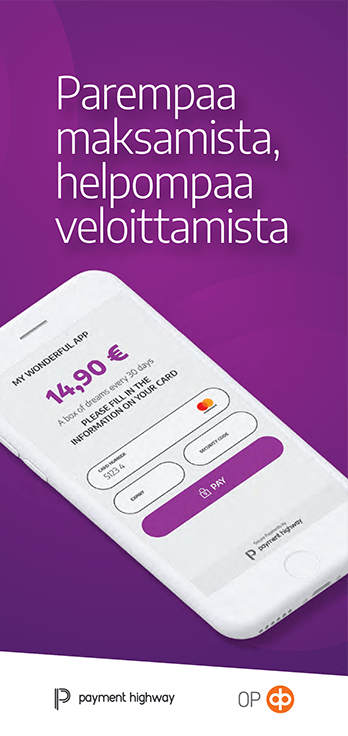 Parempaa
maksamista,
helpompaa
veloittamista
MY WONDERFUL APP
14,90 €
A box of dreams every 30 days
PLEASE FILL IN THE
INFORMATION ON YOUR CARD
CARD NUMBER
5123 4
EXPIRY
SECURITY CODE
PAY
Secure Payments by
payment highway
payment highway
OP